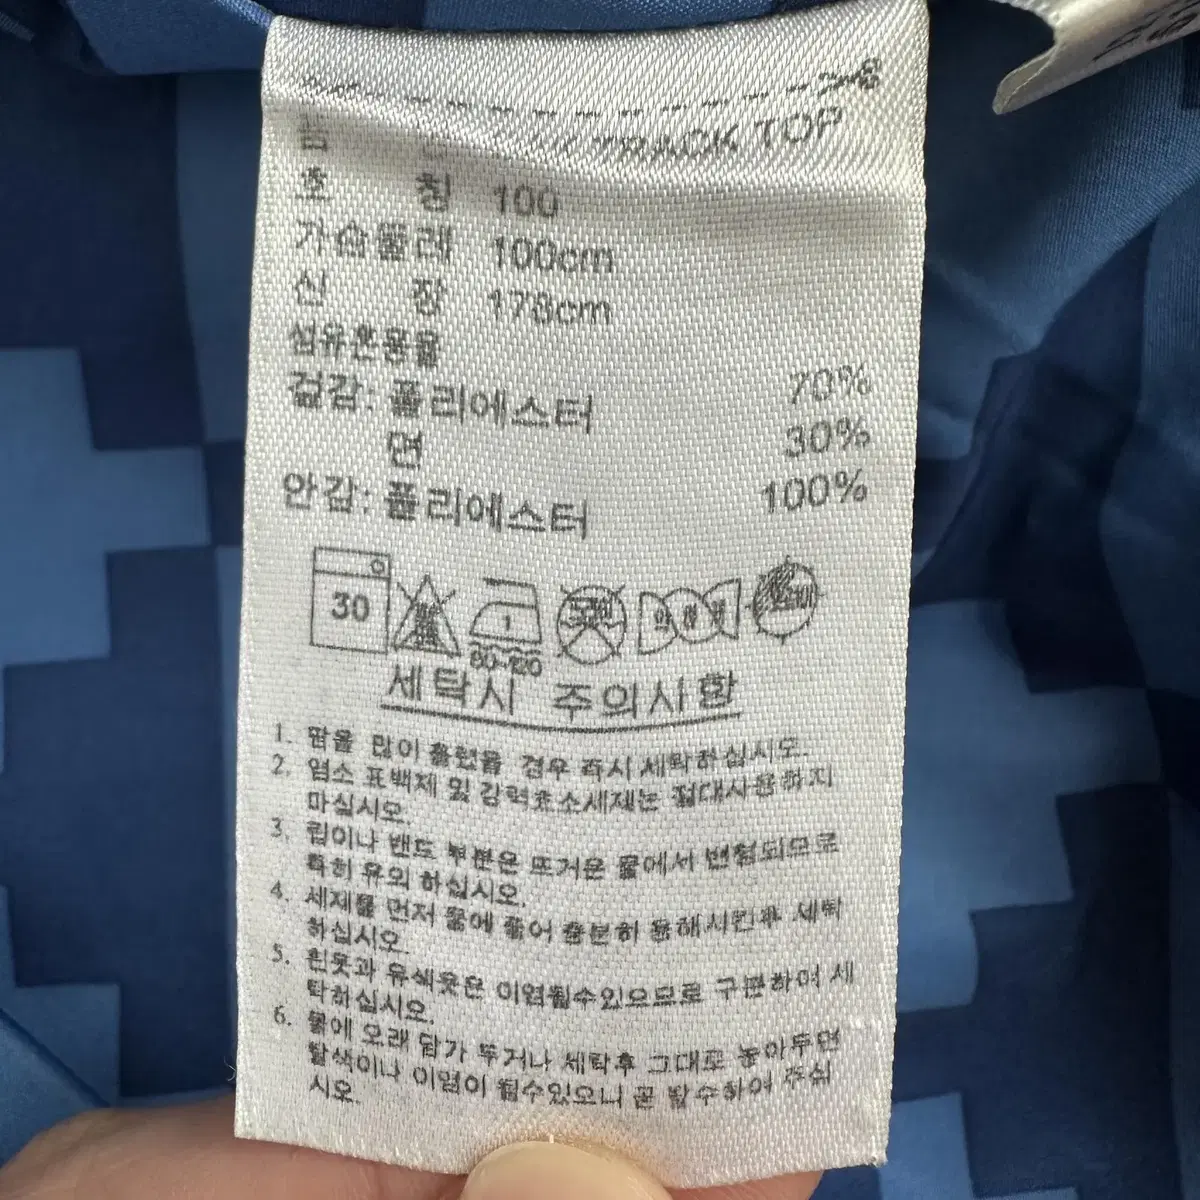 TRACK TOP
호 칭 100
가슴둘레 100cm
신 장 178cm
섬유혼용율
겉감: 폴리에스터 70%
면 30%
안감: 폴리에스터 100%
30
60-120
약하게
세탁시 주의사항
1. 땀을 많이 흘렸을 경우 즉시 세탁하십시오.
2. 염소 표백제 및 강력효소세제는 절대사용하지
마십시오.
3. 립이나 밴드 부분은 뜨거운 물에서 변형되므로
특히 유의 하십시오.
4. 세제를 먼저 물에 풀어 충분히 용해시킨후 세탁
하십시오.
5. 흰옷과 유색옷은 이염될수있으므로 구분하여 세
탁하십시오.
6. 물에 오래 담가 두거나 세탁후 그대로 놓아두면
탈색이나 이염이 될수있으니 곧 탈수하여 주십
시오.